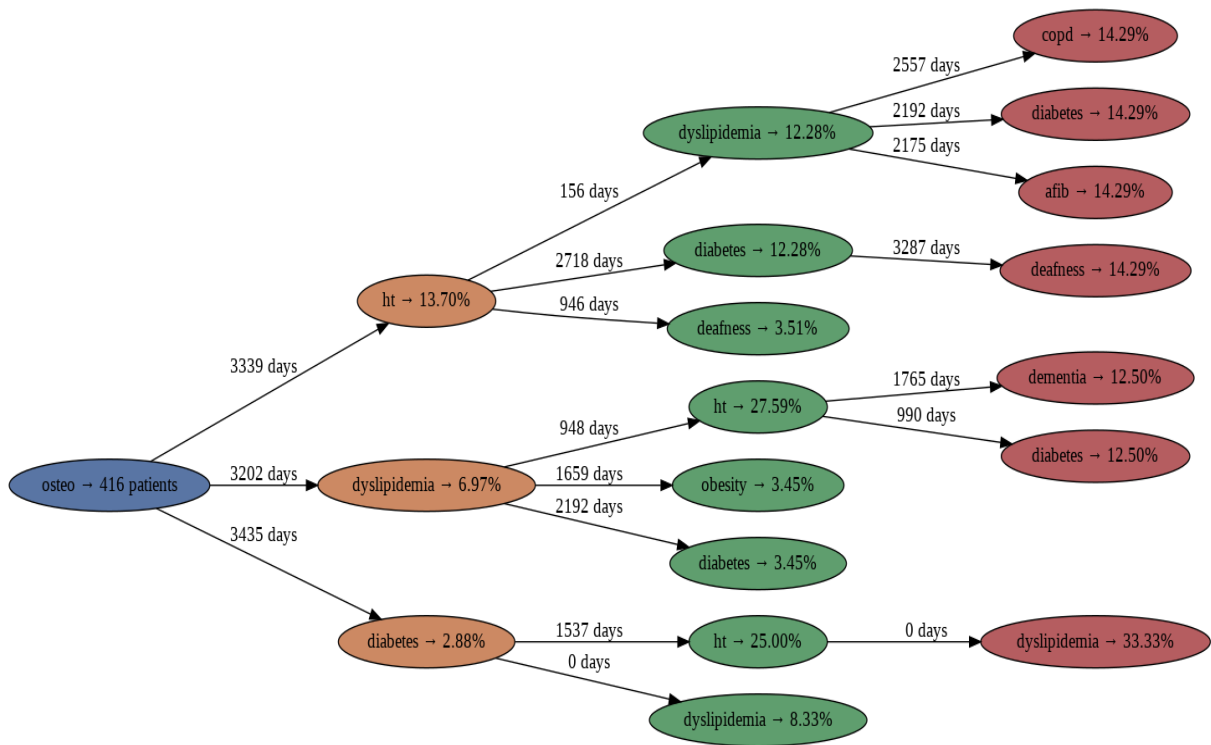 copd → 14.29%
2557 days
diabetes → 14.29%
2192 days
dyslipidemia → 12.28%
2175 days
afib → 14.29%
156 days
diabetes → 12.28%
3287 days
2718 days
deafness → 14.29%
ht → 13.70%
946 days
deafness → 3.51%
3339 days
1765 days
dementia → 12.50%
ht → 27.59%
990 days
948 days
diabetes → 12.50%
osteo → 416 patients
3202 days
dyslipidemia → 6.97%
1659 days
obesity → 3.45%
2192 days
3435 days
diabetes → 3.45%
1537 days
ht → 25.00%
0 days
dyslipidemia → 33.33%
diabetes → 2.88%
0 days
dyslipidemia → 8.33%